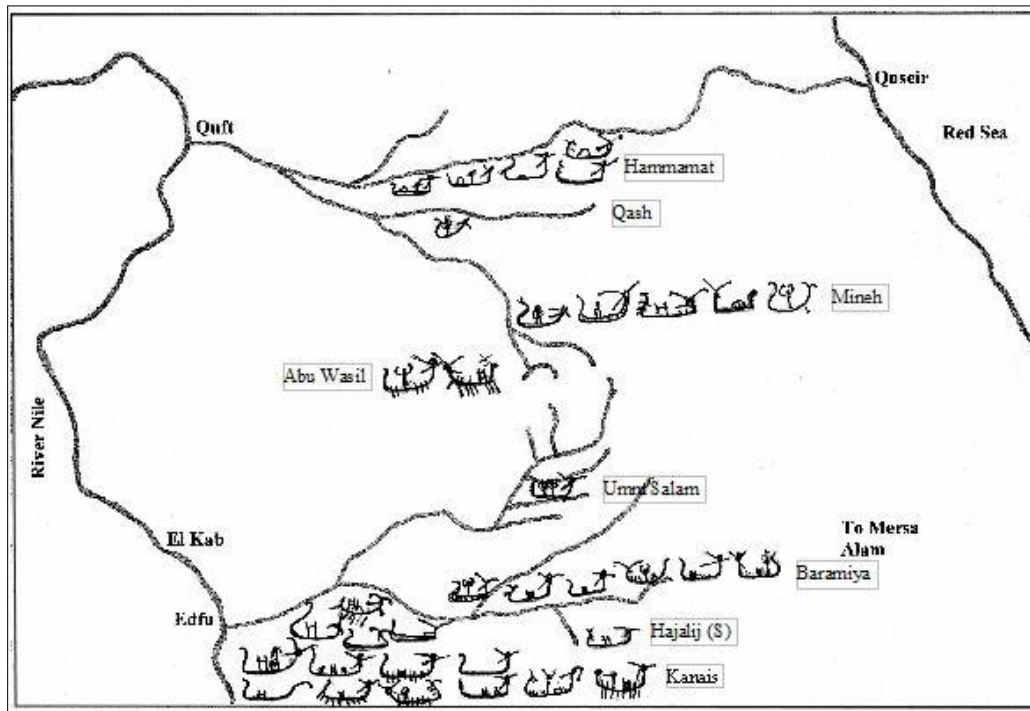 Quseir
Red Sea
Quft
Hammamat
Qash
Mineh
Abu Wasil
River Nile
Umm Salam
El Kab
To Mersa
Alam
Baramiya
Edfu
Hajalij (S)
Kanais